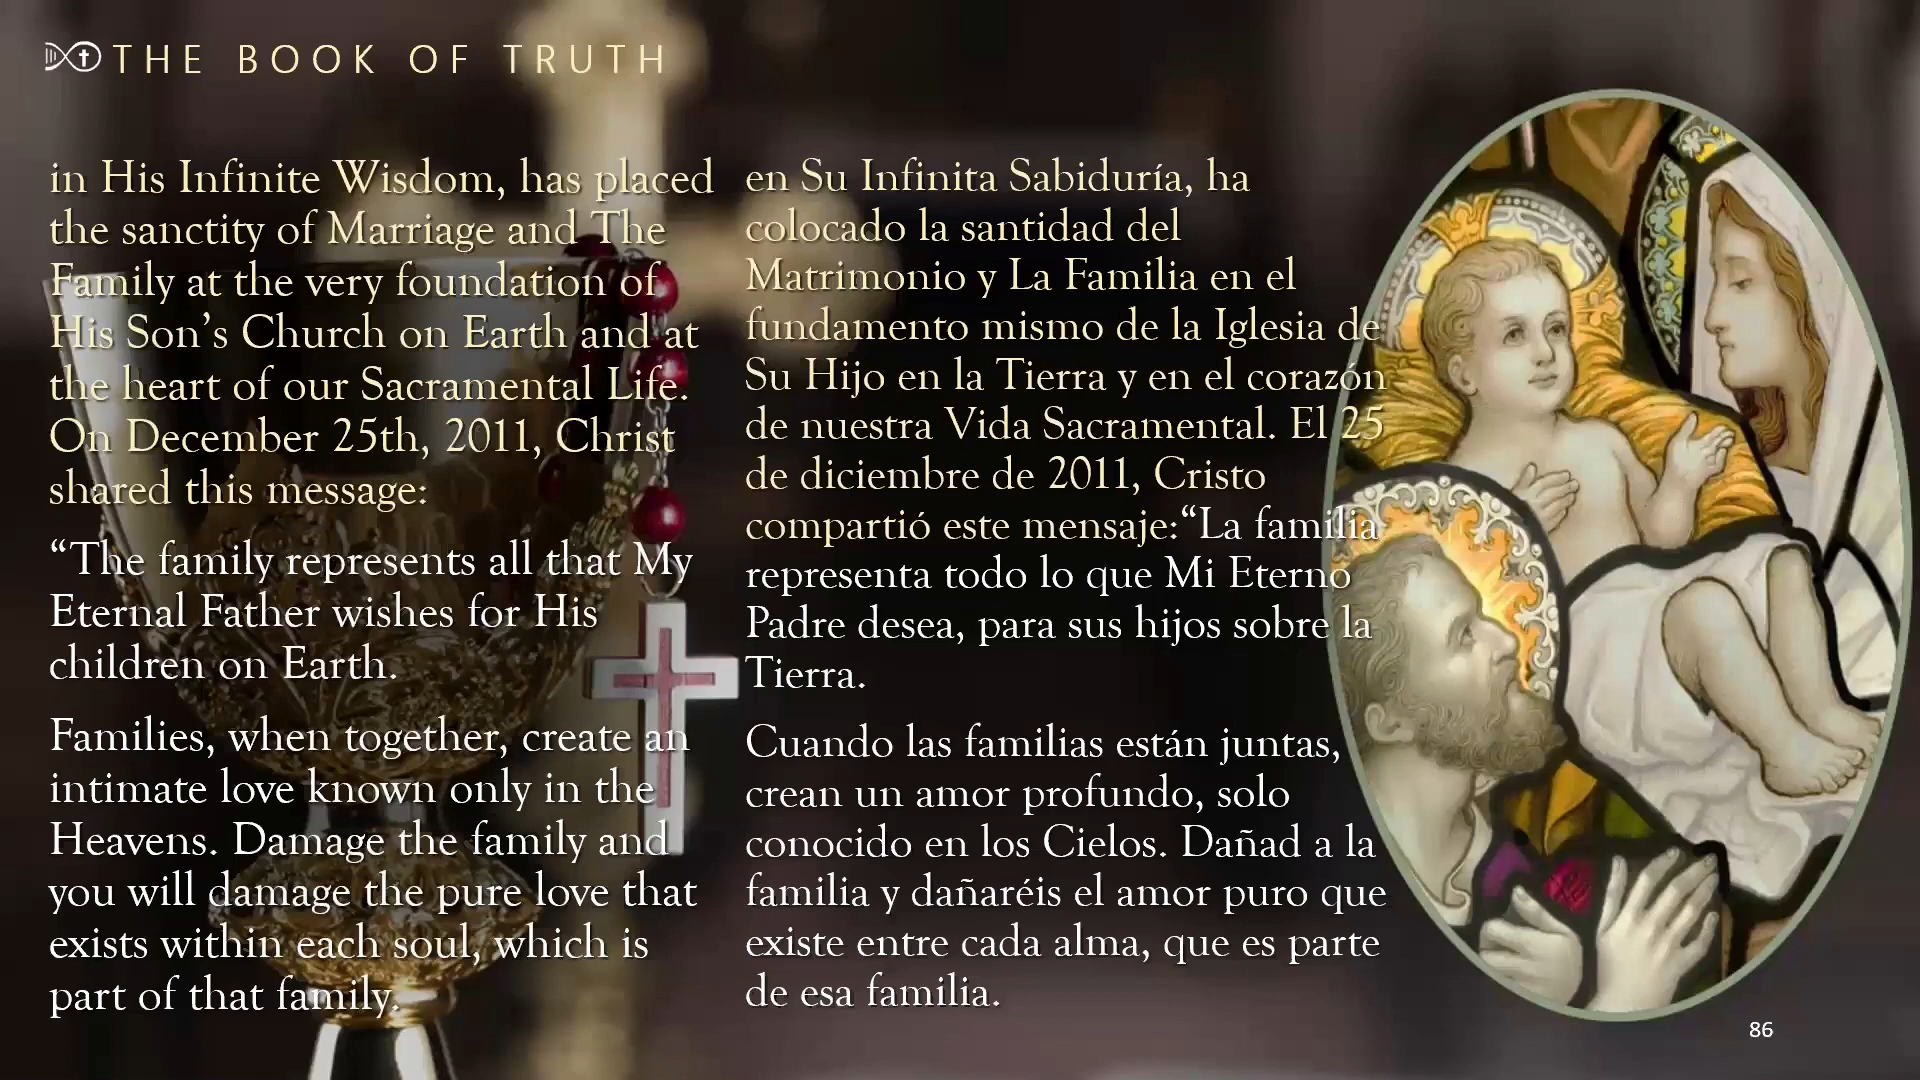 THE BOOK OF TRUTH
in His Infinite Wisdom, has placed
the sanctity of Marriage and The
Family at the very foundation of
His Son’s Church on Earth and at
the heart of our Sacramental Life.
On December 25th, 2011, Christ
shared this message:
“The family represents all that My
Eternal Father wishes for His
children on Earth.
Families, when together, create an
intimate love known only in the
Heavens. Damage the family and
you will damage the pure love that
exists within each soul, which is
part of that family.
en Su Infinita Sabiduría, ha
colocado la santidad del
Matrimonio y La Familia en el
fundamento mismo de la Iglesia de
Su Hijo en la Tierra y en el corazón
de nuestra Vida Sacramental. El 25
de diciembre de 2011, Cristo
compartió este mensaje:“La familia
representa todo lo que Mi Eterno
Padre desea, para sus hijos sobre la
Tierra.
Cuando las familias están juntas,
crean un amor profundo, solo
conocido en los Cielos. Dañad a la
familia y dañaréis el amor puro que
existe entre cada alma, que es parte
de esa familia.
86